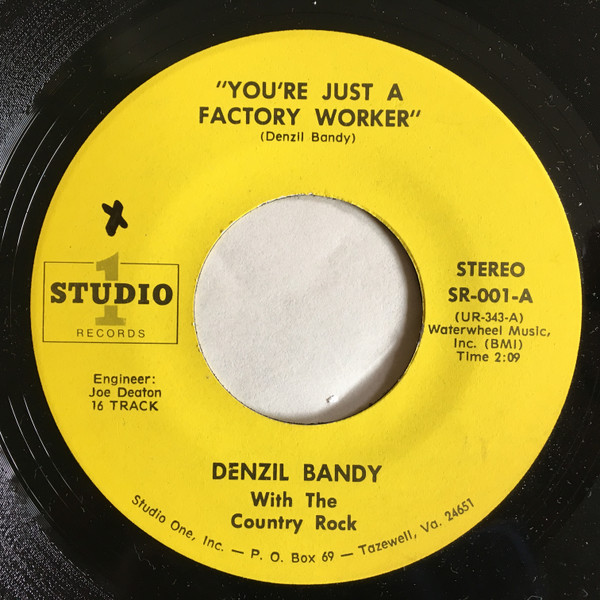 "YOU'RE JUST A
FACTORY WORKER"
(Denzil Bandy)
1
STUDIO
RECORDS
Engineer:
Joe Deaton
16 TRACK
STEREO
SR-001-A
(UR-343-A)
Waterwheel Music,
Inc. (BMI)
Time 2:09
DENZIL BANDY
With The
Country Rock
Studio One, Inc. — P. O. Box 69 — Tazewell, Va. 24651